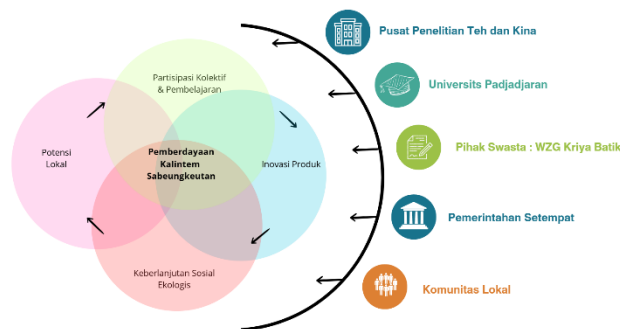 Partisipasi Kolektif
& Pembelajaran
Potensi
Lokal
Pemberdayaan
Kalintem
Sabeungkeutan
Inovasi Produk
Keberlanjutan Sosial
Ekologis
Pusat Penelitian Teh dan Kina
Universits Padjadjaran
Pihak Swasta : WZG Kriya Batik
Pemerintahan Setempat
Komunitas Lokal